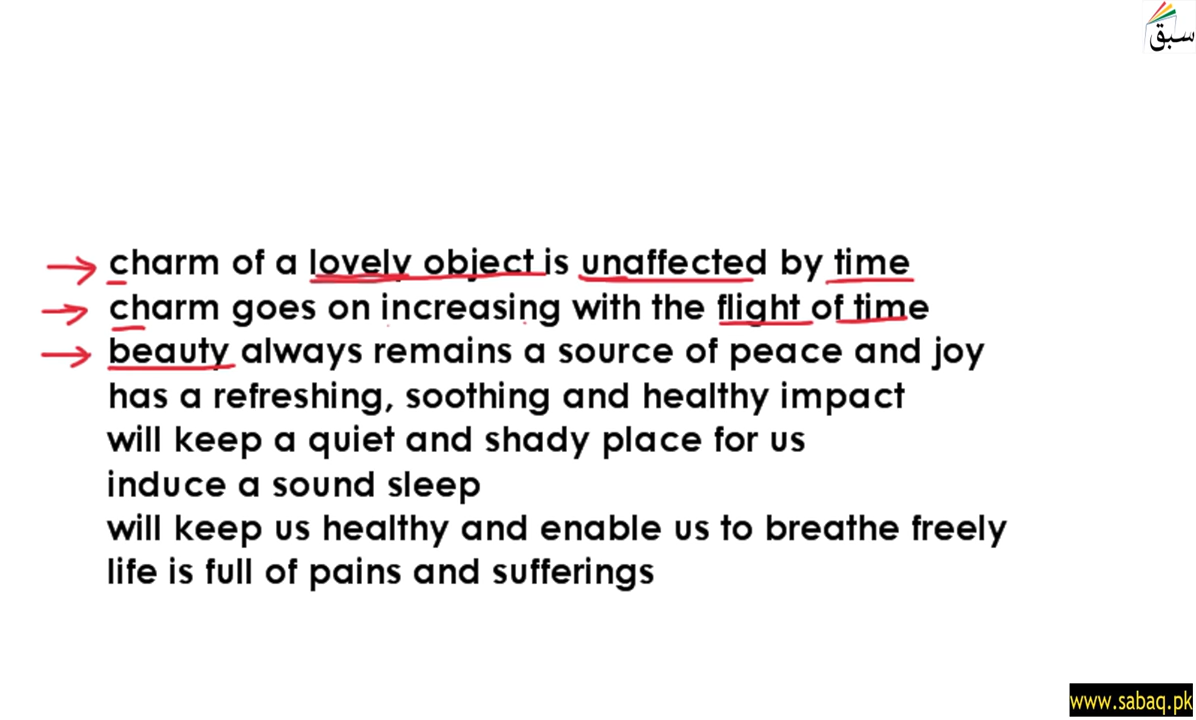 سبق
charm of a lovely object is unaffected by time
charm goes on increasing with the flight of time
beauty always remains a source of peace and joy
has a refreshing, soothing and healthy impact
will keep a quiet and shady place for us
induce a sound sleep
will keep us healthy and enable us to breathe freely
life is full of pains and sufferings
www.sabaq.pk